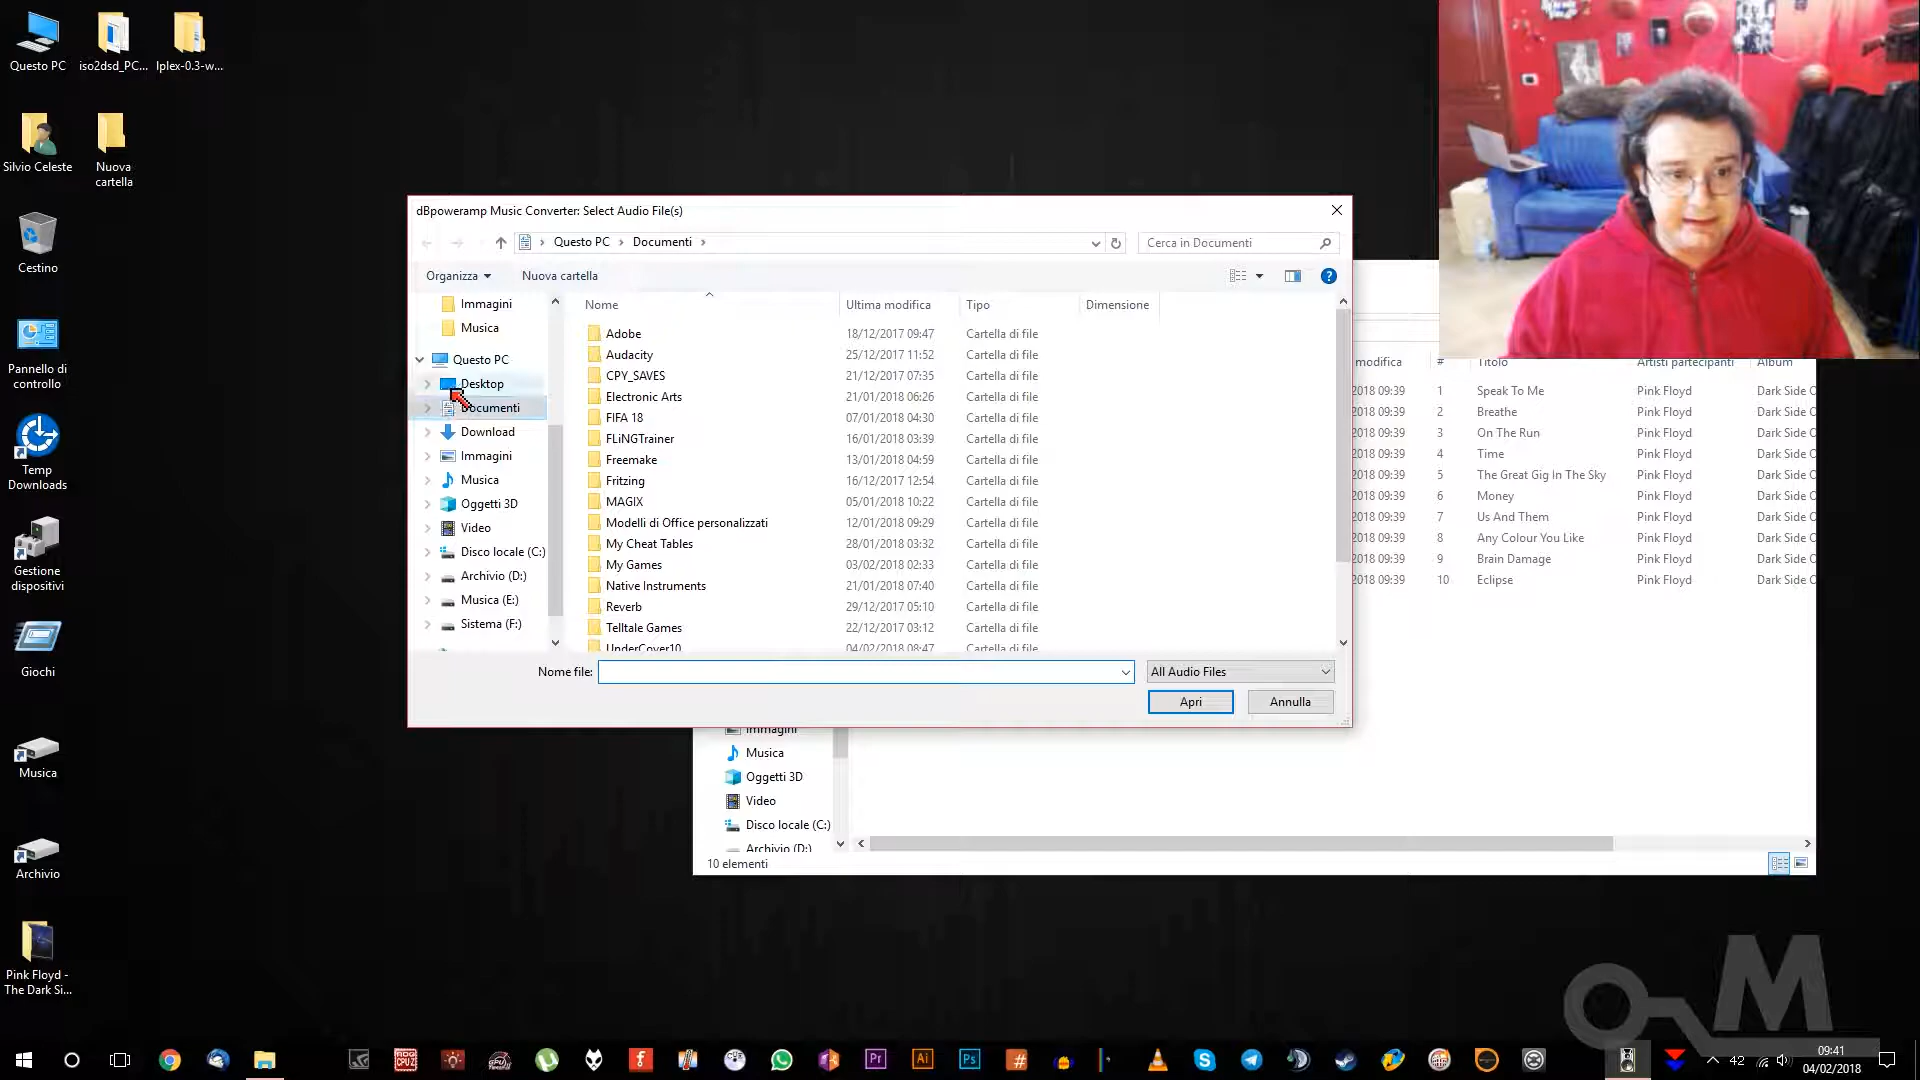 Questo PC
iso2dsd_PC...
lplex-0.3-w...
Silvio Celeste
Nuova
cartella
Cestino
Pannello di
controllo
Temp
Downloads
Gestione
dispositivi
Giochi
Musica
Archivio
Pink Floyd -
The Dark Si...
dBpoweramp Music Converter: Select Audio File(s)
Questo PC > Documenti >
Cerca in Documenti
Organizza
Nuova cartella
Immagini
Musica
Questo PC
Desktop
Documenti
Download
Immagini
Musica
Oggetti 3D
Video
Disco locale (C:)
Archivio (D:)
Musica (E:)
Sistema (F:)
Nome Ultima modifica Tipo Dimensione
Adobe 18/12/2017 09:47 Cartella di file
Audacity 25/12/2017 11:52 Cartella di file
CPY_SAVES 21/12/2017 07:35 Cartella di file
Electronic Arts 21/01/2018 06:26 Cartella di file
FIFA 18 07/01/2018 04:30 Cartella di file
FLiNGTrainer 16/01/2018 03:39 Cartella di file
Freemake 13/01/2018 04:59 Cartella di file
Fritzing 16/12/2017 12:54 Cartella di file
MAGIX 05/01/2018 10:22 Cartella di file
Modelli di Office personalizzati 12/01/2018 09:29 Cartella di file
My Cheat Tables 28/01/2018 03:32 Cartella di file
My Games 03/02/2018 02:33 Cartella di file
Native Instruments 21/01/2018 07:40 Cartella di file
Reverb 29/12/2017 05:10 Cartella di file
Telltale Games 22/12/2017 03:12 Cartella di file
UnderCover10 04/02/2018 08:47 Cartella di file
Nome file:
All Audio Files
Apri
Annulla
modifica # Titolo Artisti partecipanti Album
2018 09:39 1 Speak To Me Pink Floyd Dark Side O
2018 09:39 2 Breathe Pink Floyd Dark Side O
2018 09:39 3 On The Run Pink Floyd Dark Side O
2018 09:39 4 Time Pink Floyd Dark Side O
2018 09:39 5 The Great Gig In The Sky Pink Floyd Dark Side O
2018 09:39 6 Money Pink Floyd Dark Side O
2018 09:39 7 Us And Them Pink Floyd Dark Side O
2018 09:39 8 Any Colour You Like Pink Floyd Dark Side O
2018 09:39 9 Brain Damage Pink Floyd Dark Side O
2018 09:39 10 Eclipse Pink Floyd Dark Side O
Immagini
Musica
Oggetti 3D
Video
Disco locale (C:)
Archivio (D:)
10 elementi
M
Pr
Ai
Ps
42
09:41
04/02/2018